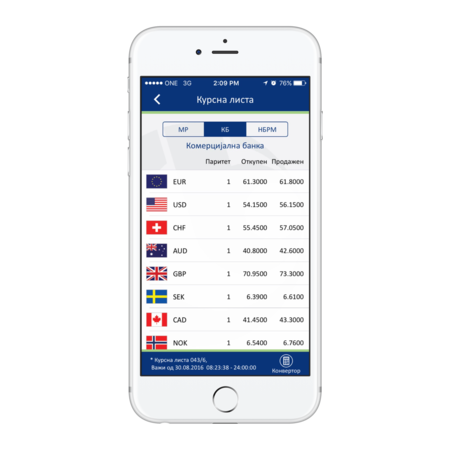 ONE 3G 2:09 PM 76%
Курсна листа
МР КБ НБРМ
Комерцијална банка
Паритет Откупен Продажен
EUR 1 61.3000 61.8000
USD 1 54.1500 56.1500
CHF 1 55.4500 57.0500
AUD 1 40.8000 42.6000
GBP 1 70.9500 73.3000
SEK 1 6.3900 6.6100
CAD 1 41.4500 43.3000
NOK 1 6.5400 6.7600
* Курсна листа 043/6,
Важи од 30.08.2016 08:23:38 - 24:00:00
Конвертор